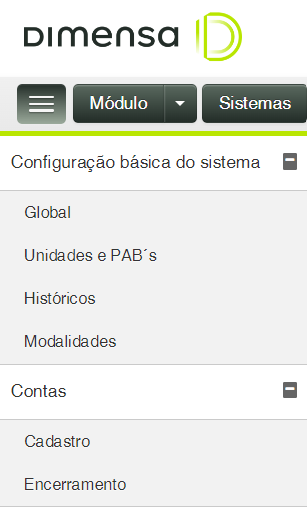 Dimensa
Módulo Sistemas
Configuração básica do sistema
Global
Unidades e PAB´s
Históricos
Modalidades
Contas
Cadastro
Encerramento